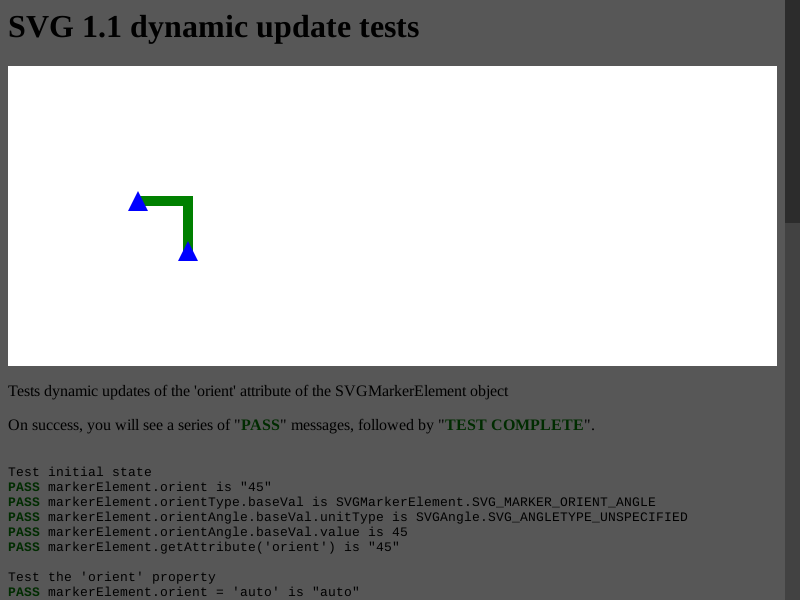 SVG 1.1 dynamic update tests
Tests dynamic updates of the 'orient' attribute of the SVGMarkerElement object
On success, you will see a series of "PASS" messages, followed by "TEST COMPLETE".
Test initial state
PASS markerElement.orient is "45"
PASS markerElement.orientType.baseVal is SVGMarkerElement.SVG_MARKER_ORIENT_ANGLE
PASS markerElement.orientAngle.baseVal.unitType is SVGAngle.SVG_ANGLETYPE_UNSPECIFIED
PASS markerElement.orientAngle.baseVal.value is 45
PASS markerElement.getAttribute('orient') is "45"
Test the 'orient' property
PASS markerElement.orient = 'auto' is "auto"